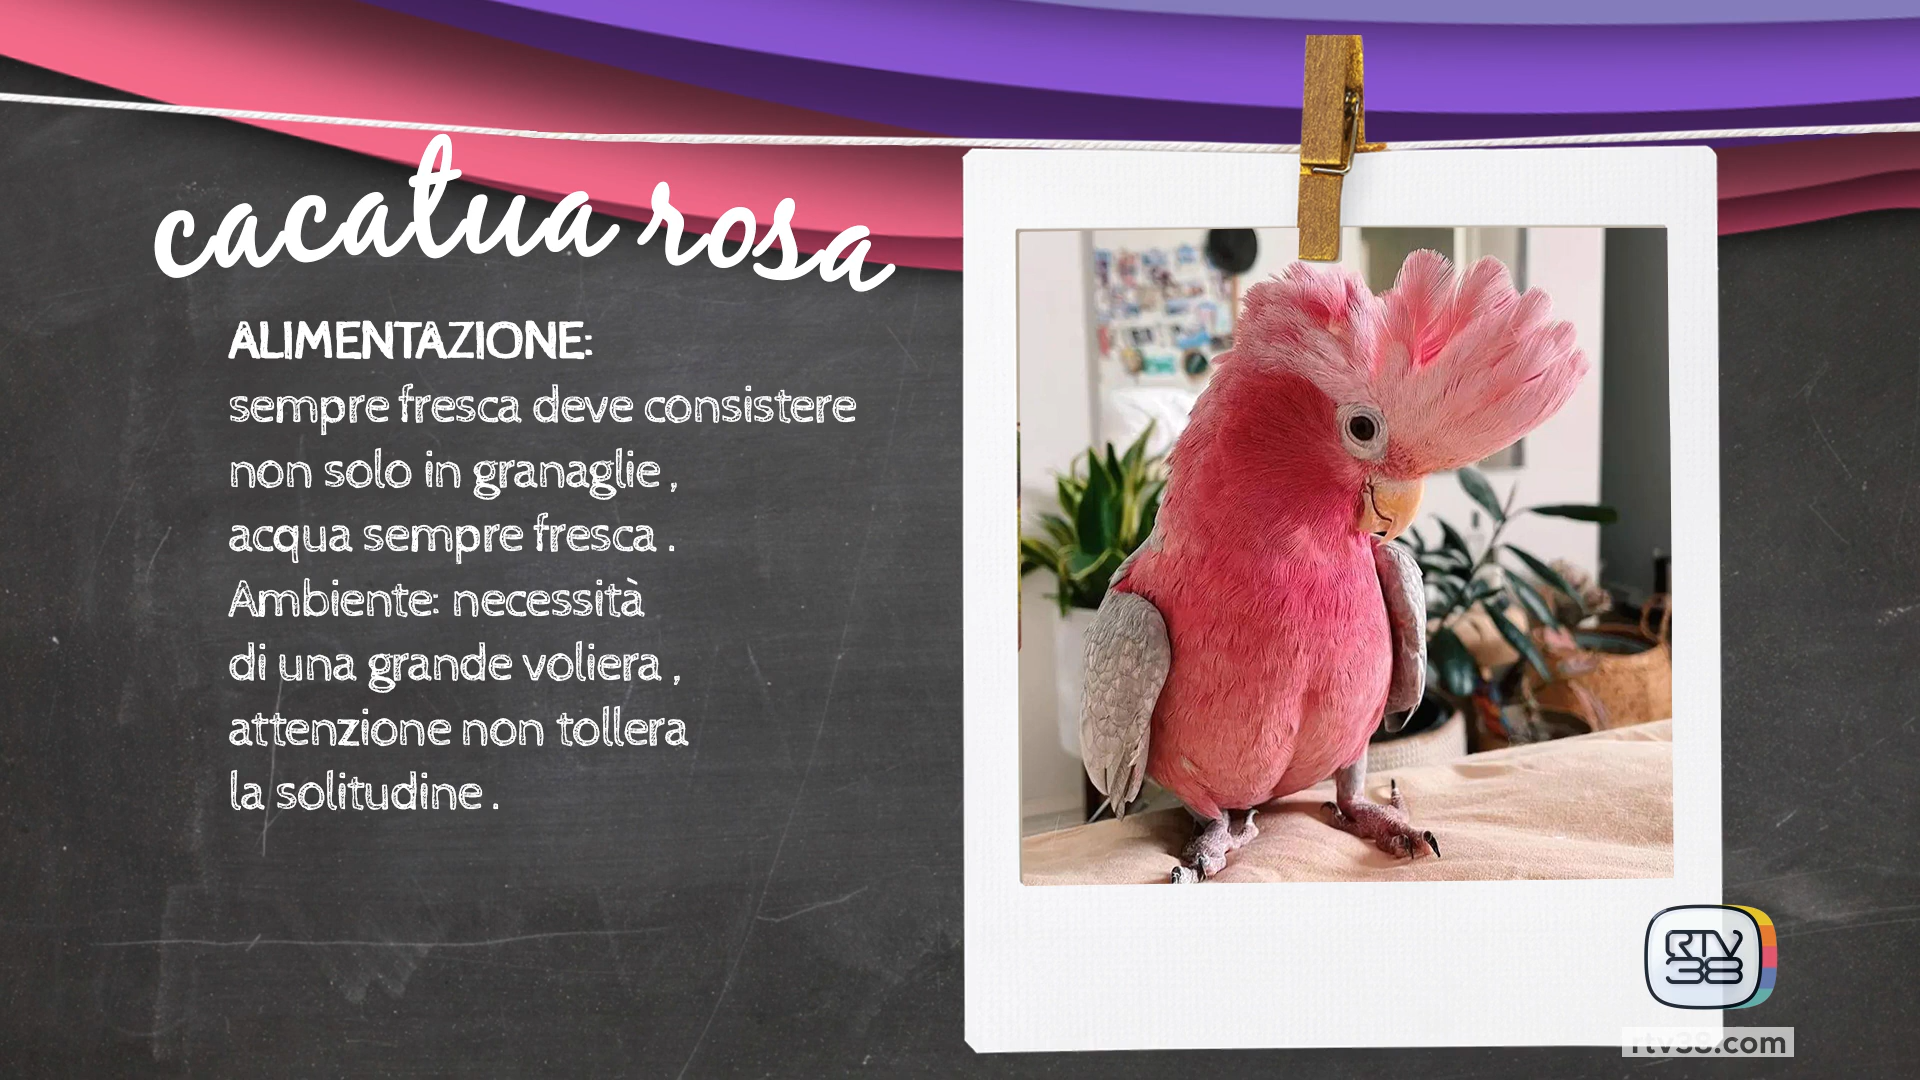 cacatua rosa
ALIMENTAZIONE:
sempre fresca deve consistere
non solo in granaglie ,
acqua sempre fresca .
Ambiente: necessità
di una grande voliera ,
attenzione non tollera
la solitudine .
RTV
38
rtv38.com